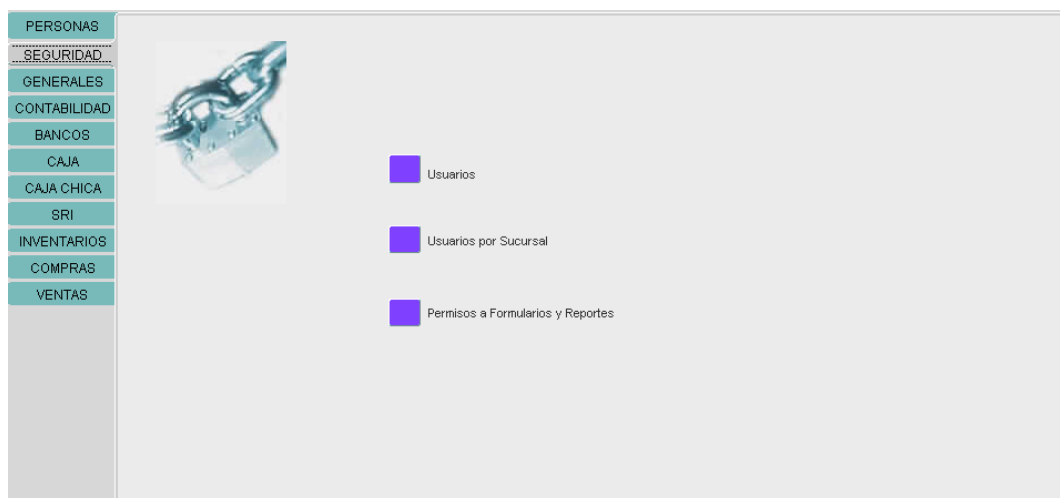 PERSONAS
SEGURIDAD
GENERALES
CONTABILIDAD
BANCOS
CAJA
CAJA CHICA
SRI
INVENTARIOS
COMPRAS
VENTAS
Usuarios
Usuarios por Sucursal
Permisos a Formularios y Reportes